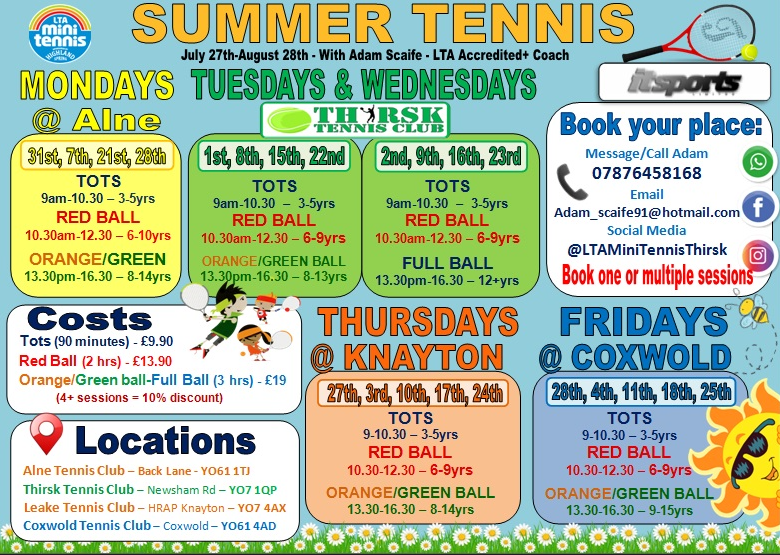 LTA
mini
tennis
HIGHLAND
SPRING
SUMMER TENNIS
July 27th-August 28th - With Adam Scaife - LTA Accredited+ Coach
itsports
LIMITED
MONDAYS
@ Alne
31st, 7th, 21st, 28th
TOTS
9am-10.30 – 3-5yrs
RED BALL
10.30am-12.30 – 6-10yrs
ORANGE/GREEN
13.30pm-16.30 – 8-14yrs
TUESDAYS & WEDNESDAYS
THIRSK
TENNIS CLUB
1st, 8th, 15th, 22nd
TOTS
9am-10.30 – 3-5yrs
RED BALL
10.30am-12.30 – 6-9yrs
ORANGE/GREEN BALL
13.30pm-16.30 – 8-13yrs
2nd, 9th, 16th, 23rd
TOTS
9am-10.30 – 3-5yrs
RED BALL
10.30am-12.30 – 6-9yrs
FULL BALL
13.30pm-16.30 – 12+yrs
Book your place:
Message/Call Adam
07876458168
Email
Adam_scaife91@hotmail.com
Social Media
@LTAMiniTennisThirsk
Book one or multiple sessions
Costs
Tots (90 minutes) - £9.90
Red Ball (2 hrs) - £13.90
Orange/Green ball-Full Ball (3 hrs) - £19
(4+ sessions = 10% discount)
Locations
Alne Tennis Club – Back Lane - YO61 1TJ
Thirsk Tennis Club – Newsham Rd – YO7 1QP
Leake Tennis Club – HRAP Knayton – YO7 4AX
Coxwold Tennis Club – Coxwold – YO61 4AD
THURSDAYS
@ KNAYTON
27th, 3rd, 10th, 17th, 24th
TOTS
9-10.30 – 3-5yrs
RED BALL
10.30-12.30 – 6-9yrs
ORANGE/GREEN BALL
13.30-16.30 – 8-14yrs
FRIDAYS
@ COXWOLD
28th, 4th, 11th, 18th, 25th
TOTS
9-10.30 – 3-5yrs
RED BALL
10.30-12.30 – 6-9yrs
ORANGE/GREEN BALL
13.30-16.30 – 9-15yrs